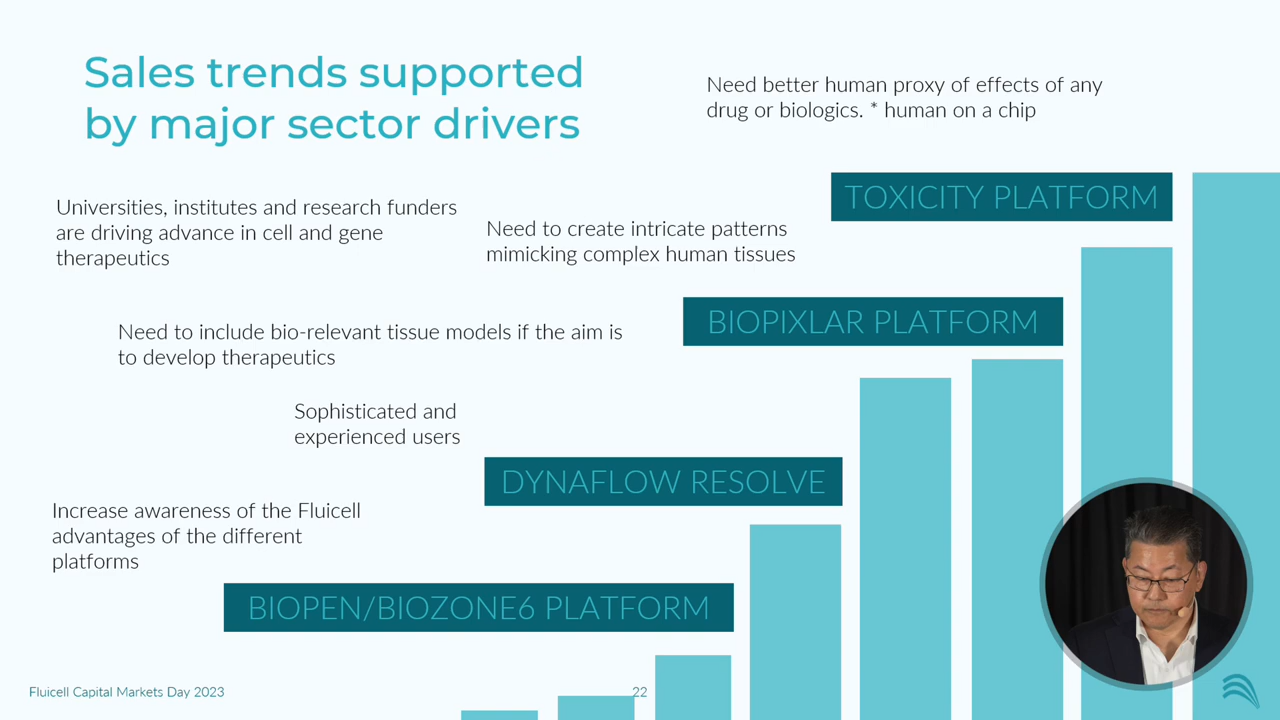 Sales trends supported
by major sector drivers
Need better human proxy of effects of any
drug or biologics. * human on a chip
TOXICITY PLATFORM
Universities, institutes and research funders
are driving advance in cell and gene
therapeutics
Need to create intricate patterns
mimicking complex human tissues
BIOPIXLAR PLATFORM
Need to include bio-relevant tissue models if the aim is
to develop therapeutics
Sophisticated and
experienced users
DYNAFLOW RESOLVE
Increase awareness of the Fluicell
advantages of the different
platforms
BIOPEN/BIOZONE6 PLATFORM
Fluicell Capital Markets Day 2023
22